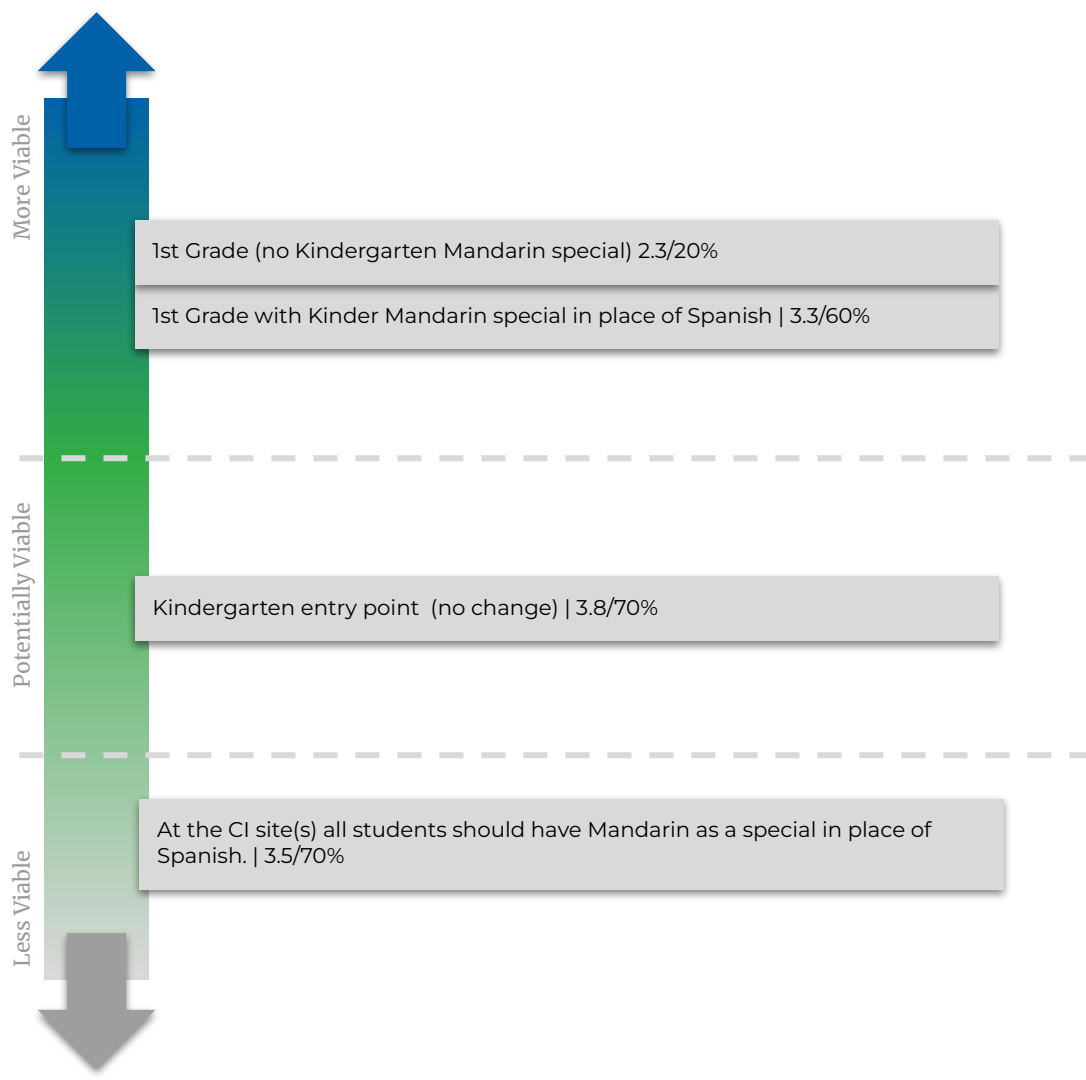 More Viable
1st Grade (no Kindergarten Mandarin special) 2.3/20%
1st Grade with Kinder Mandarin special in place of Spanish | 3.3/60%
Potentially Viable
Kindergarten entry point  (no change) | 3.8/70%
Less Viable
At the CI site(s) all students should have Mandarin as a special in place of
Spanish. | 3.5/70%